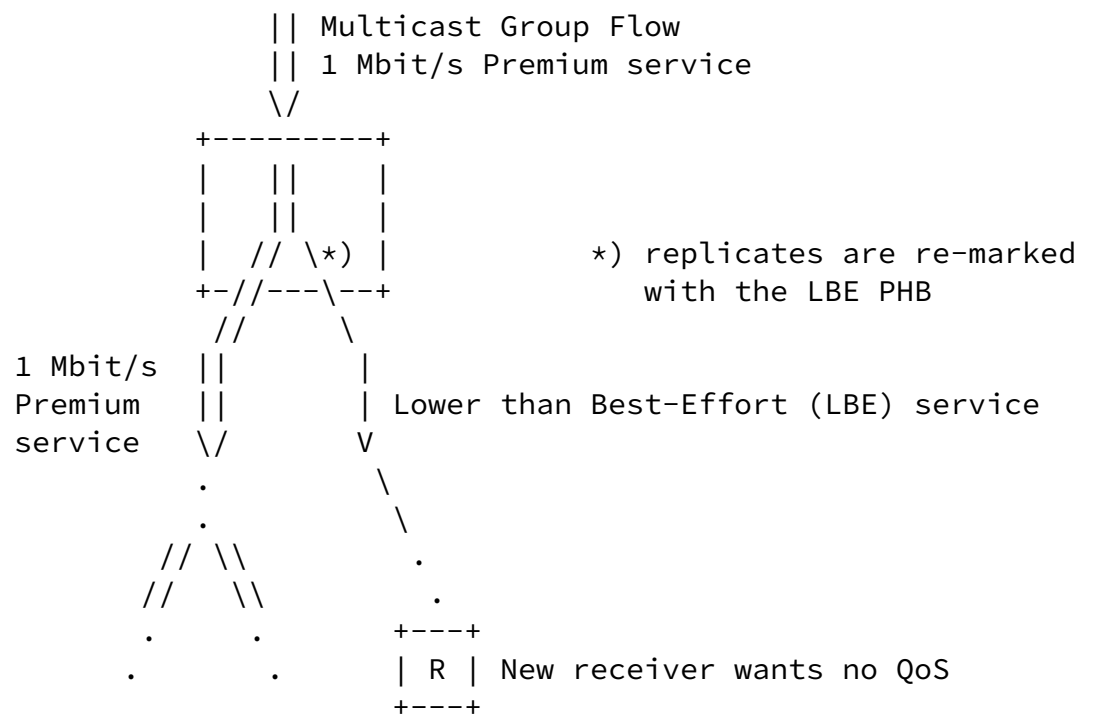 || Multicast Group Flow
|| 1 Mbit/s Premium service
\/
+---------+
| || |
| || |
| // \*) | *) replicates are re-marked
+-//---\--+ with the LBE PHB
// \
1 Mbit/s || |
Premium || | Lower than Best-Effort (LBE) service
service \/ V
. \
. \
// \\ .
// \\ .
. . +---+
. . | R | New receiver wants no QoS
+---+